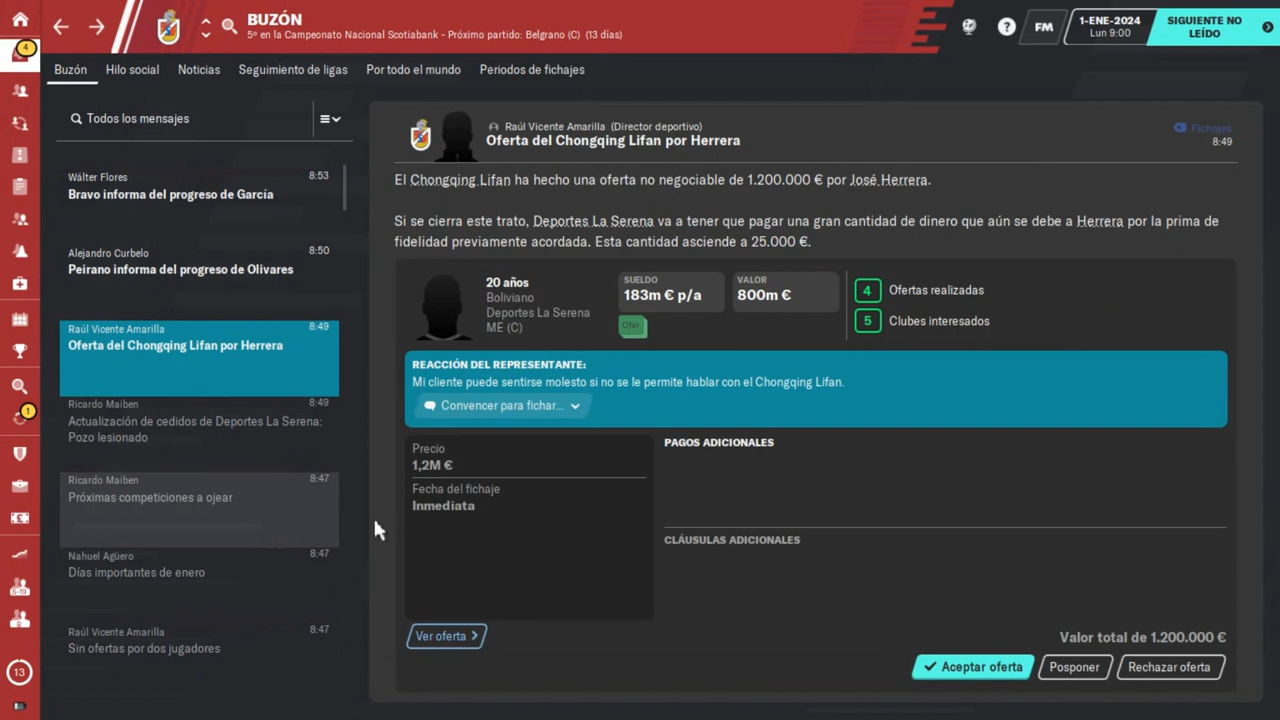 BUZÓN
5º en la Campeonato Nacional Scotiabank - Próximo partido: Belgrano (C) (13 días)
FM
1-ENE-2024
Lun 9:00
SIGUIENTE NO
LEÍDO
4
Buzón
Hilo social
Noticias
Seguimiento de ligas
Por todo el mundo
Periodos de fichajes
Todos los mensajes
Wálter Flores
8:53
Bravo informa del progreso de García
Alejandro Curbelo
8:50
Peirano informa del progreso de Olivares
Raúl Vicente Amarilla
8:49
Oferta del Chongqing Lifan por Herrera
Ricardo Maiben
8:49
Actualización de cedidos de Deportes La Serena:
Pozo lesionado
Ricardo Maiben
8:47
Próximas competiciones a ojear
Nahuel Agüero
8:47
Días importantes de enero
Raúl Vicente Amarilla
8:47
Sin ofertas por dos jugadores
1
13
Raúl Vicente Amarilla (Director deportivo)
Oferta del Chongqing Lifan por Herrera
Fichajes
8:49
El Chongqing Lifan ha hecho una oferta no negociable de 1.200.000 € por José Herrera.
Si se cierra este trato, Deportes La Serena va a tener que pagar una gran cantidad de dinero que aún se debe a Herrera por la prima de
fidelidad previamente acordada. Esta cantidad asciende a 25.000 €.
20 años
Boliviano
Deportes La Serena
ME (C)
SUELDO
183m € p/a
VALOR
800m €
Ofer
4 Ofertas realizadas
5 Clubes interesados
REACCIÓN DEL REPRESENTANTE:
Mi cliente puede sentirse molesto si no se le permite hablar con el Chongqing Lifan.
Convencer para fichar...
Precio
1,2M €
Fecha del fichaje
Inmediata
PAGOS ADICIONALES
CLÁUSULAS ADICIONALES
Ver oferta
Valor total de 1.200.000 €
Aceptar oferta
Posponer
Rechazar oferta